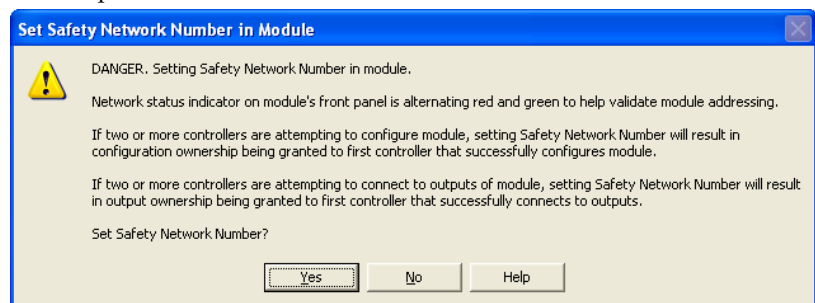 Set Safety Network Number in Module
DANGER. Setting Safety Network Number in module.
Network status indicator on module's front panel is alternating red and green to help validate module addressing.
If two or more controllers are attempting to configure module, setting Safety Network Number will result in
configuration ownership being granted to first controller that successfully configures module.
If two or more controllers are attempting to connect to outputs of module, setting Safety Network Number will result
in output ownership being granted to first controller that successfully connects to outputs.
Set Safety Network Number?
Yes No Help